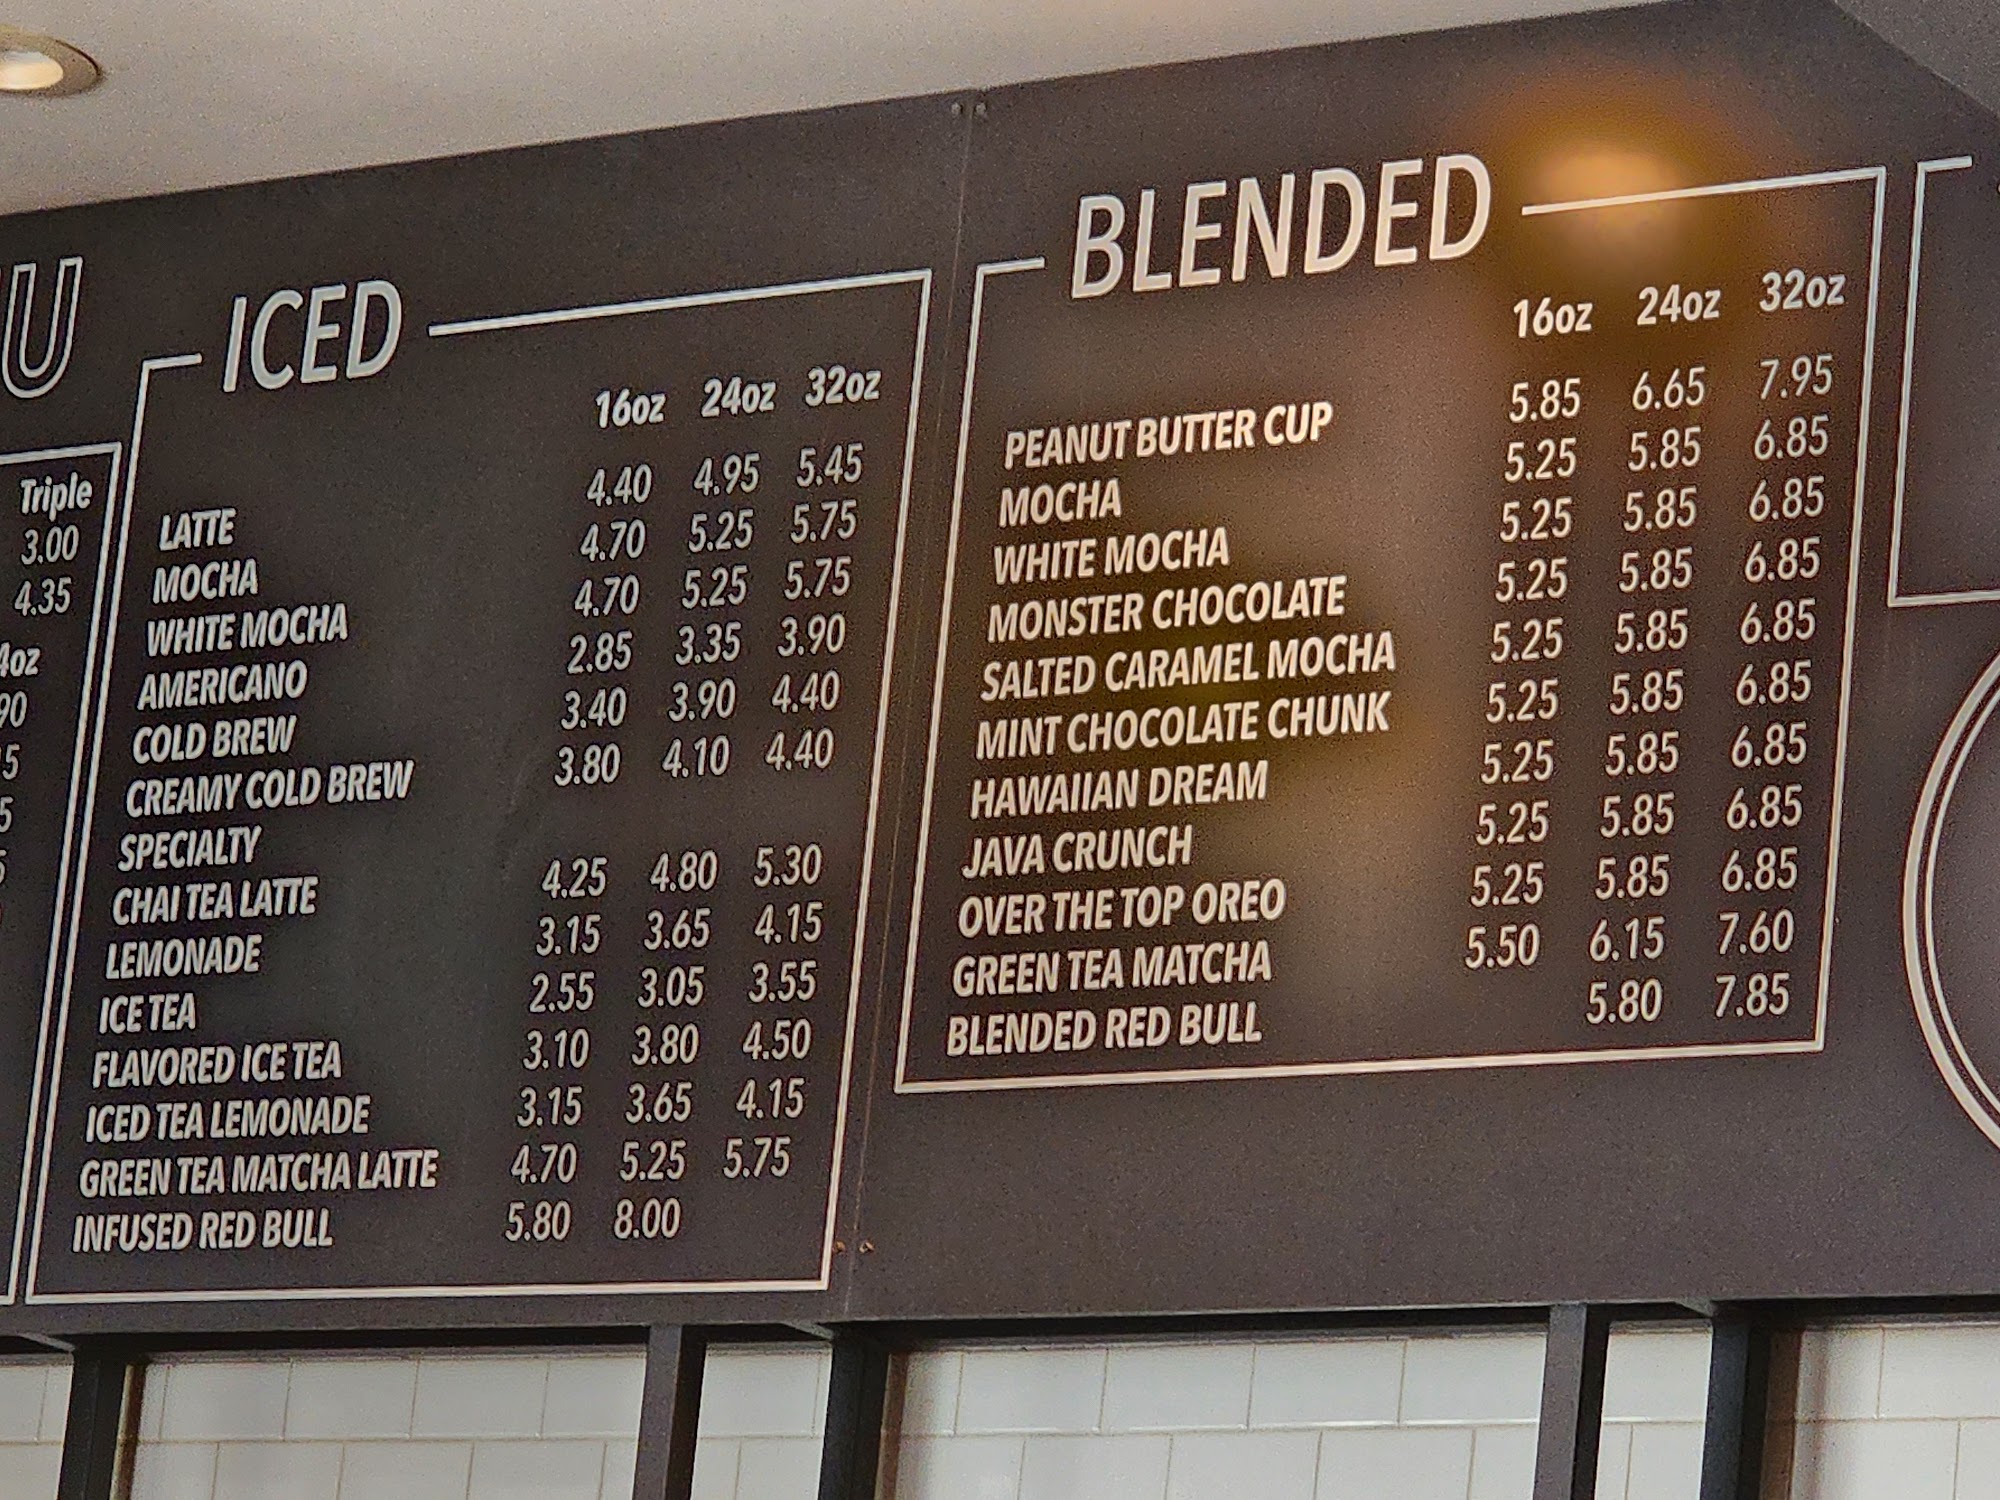 U
Triple
3.00
4.35
ICED
16oz 24oz 32oz
LATTE 4.40 4.95 5.45
MOCHA 4.70 5.25 5.75
WHITE MOCHA 4.70 5.25 5.75
AMERICANO 2.85 3.35 3.90
COLD BREW 3.40 3.90 4.40
CREAMY COLD BREW 3.80 4.10 4.40
SPECIALTY
CHAI TEA LATTE 4.25 4.80 5.30
LEMONADE 3.15 3.65 4.15
ICE TEA 2.55 3.05 3.55
FLAVORED ICE TEA 3.10 3.80 4.50
ICED TEA LEMONADE 3.15 3.65 4.15
GREEN TEA MATCHA LATTE 4.70 5.25 5.75
INFUSED RED BULL 5.80 8.00
BLENDED
16oz 24oz 32oz
PEANUT BUTTER CUP 5.85 6.65 7.95
MOCHA 5.25 5.85 6.85
WHITE MOCHA 5.25 5.85 6.85
MONSTER CHOCOLATE 5.25 5.85 6.85
SALTED CARAMEL MOCHA 5.25 5.85 6.85
MINT CHOCOLATE CHUNK 5.25 5.85 6.85
HAWAIIAN DREAM 5.25 5.85 6.85
JAVA CRUNCH 5.25 5.85 6.85
OVER THE TOP OREO 5.25 5.85 6.85
GREEN TEA MATCHA 5.50 6.15 7.60
BLENDED RED BULL 5.80 7.85